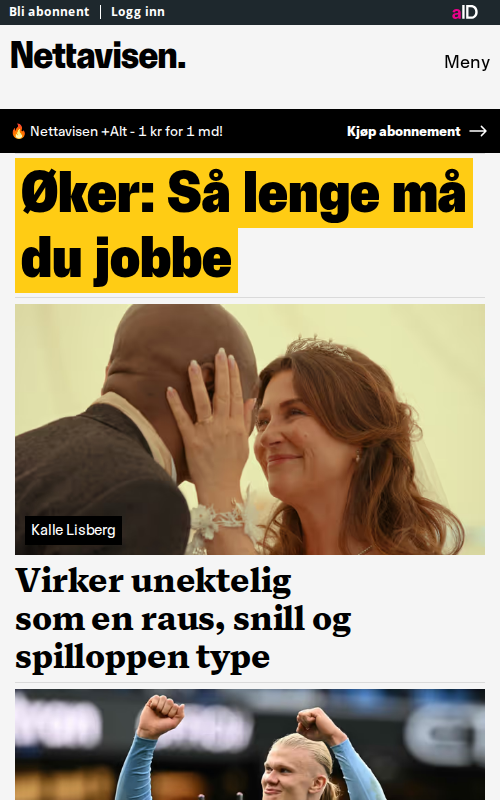 Bli abonnent
Logg inn
aID
Nettavisen.
Meny
🔥 Nettavisen +Alt - 1 kr for 1 md!
Kjøp abonnement →
Øker: Så lenge må
du jobbe
Kalle Lisberg
Virker unektelig
som en raus, snill og
spilloppen type